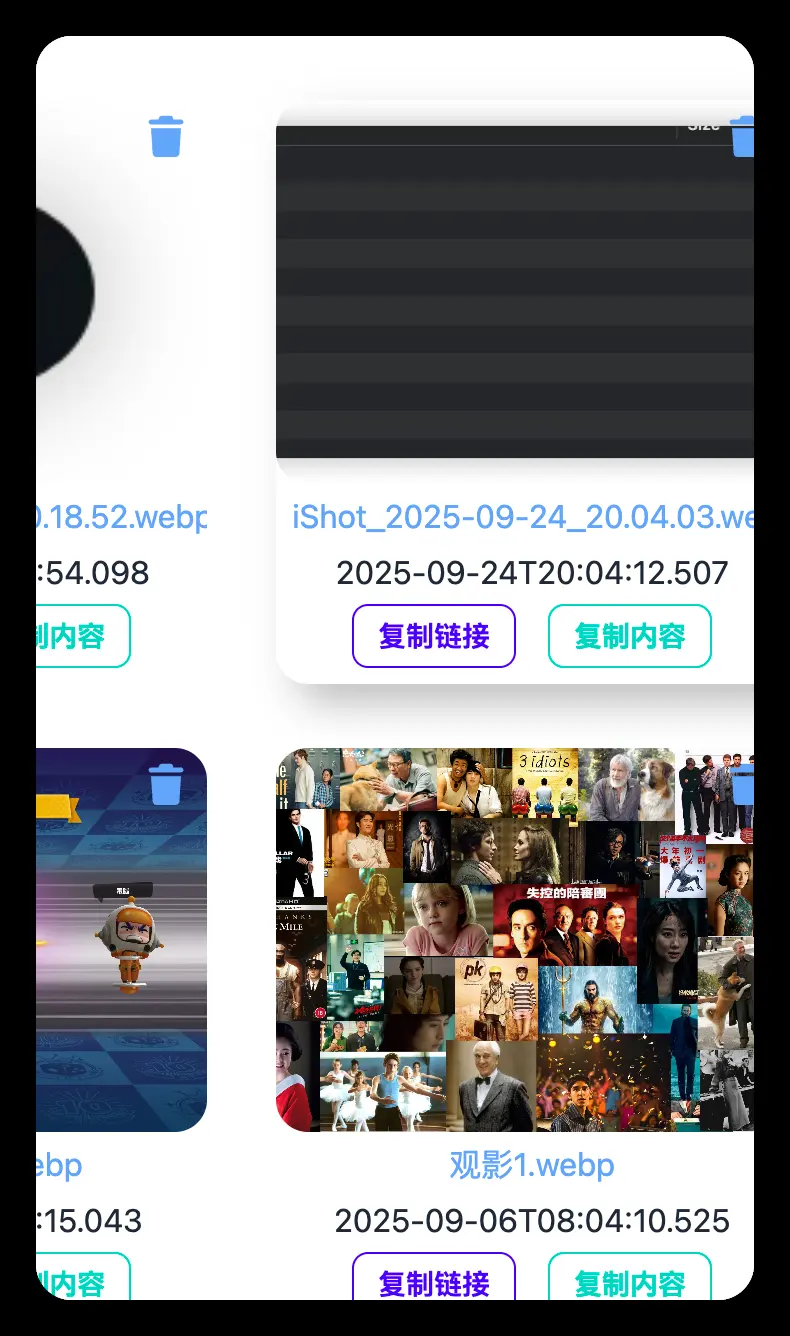 Size
0.18.52.webp
iShot_2025-09-24_20.04.03.we
:54.098
2025-09-24T20:04:12.507
制内容
复制链接
复制内容
3 idiots
失控的陪審團
pk
MILE
ebp
观影1.webp
:15.043
2025-09-06T08:04:10.525
制内容
复制链接
复制内容